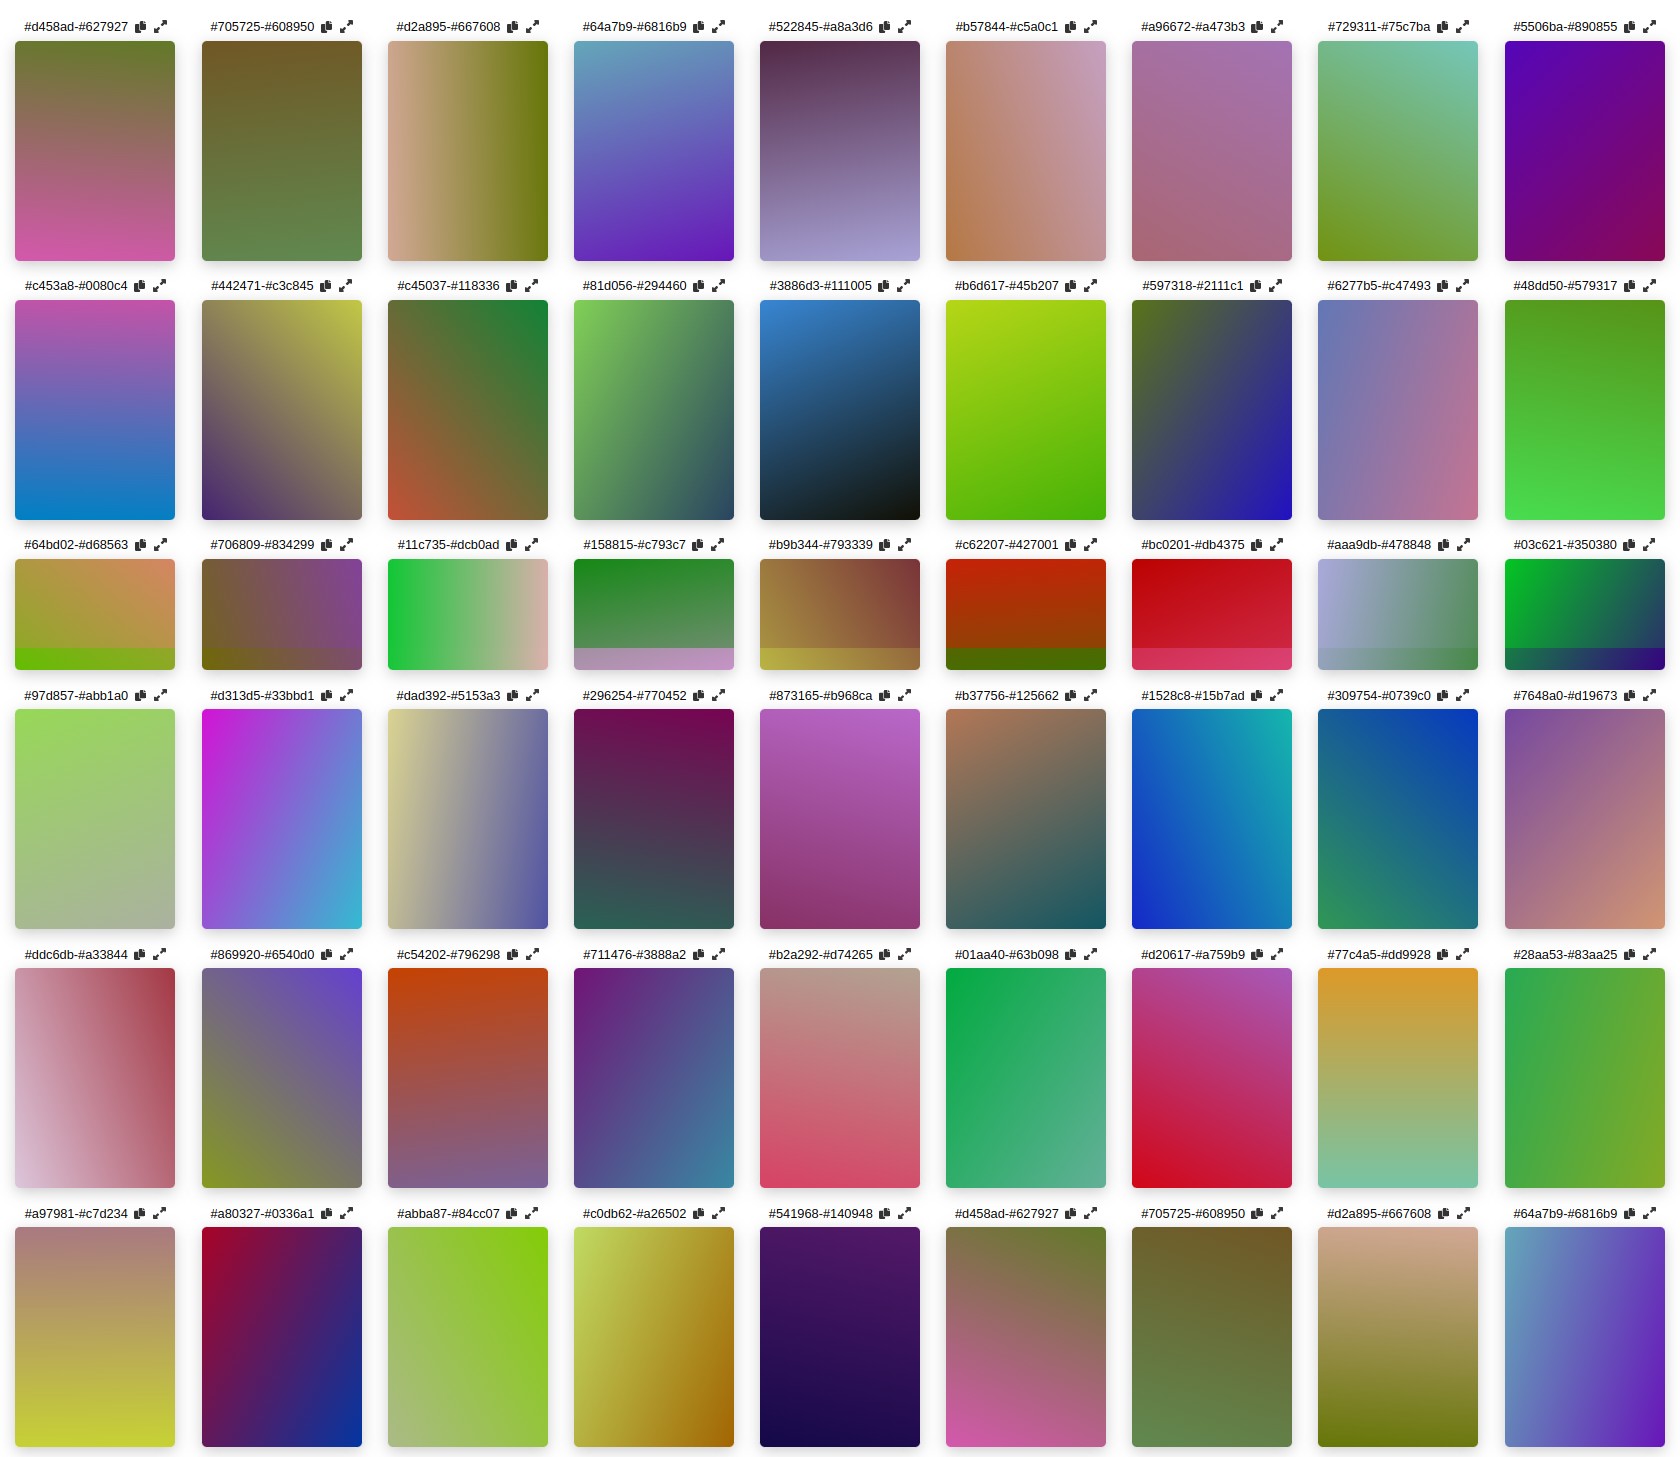 #d458ad-#627927 #705725-#608950 #d2a895-#667608 #64a7b9-#6816b9 #522845-#a8a3d6 #b57844-#c5a0c1 #a96672-#a473b3 #729311-#75c7ba #5506ba-#890855
#c453a8-#0080c4 #442471-#c3c845 #c45037-#118336 #81d056-#294460 #3886d3-#111005 #b6d617-#45b207 #597318-#2111c1 #6277b5-#c47493 #48dd50-#579317
#64bd02-#d68563 #706809-#834299 #11c735-#dcb0ad #158815-#c793c7 #b9b344-#793339 #c62207-#427001 #bc0201-#db4375 #aaa9db-#478848 #03c621-#350380
#97d857-#abb1a0 #d313d5-#33bbd1 #dad392-#5153a3 #296254-#770452 #873165-#b968ca #b37756-#125662 #1528c8-#15b7ad #309754-#0739c0 #7648a0-#d19673
#ddc6db-#a33844 #869920-#6540d0 #c54202-#796298 #711476-#3888a2 #b2a292-#d74265 #01aa40-#63b098 #d20617-#a759b9 #77c4a5-#dd9928 #28aa53-#83aa25
#a97981-#c7d234 #a80327-#0336a1 #abba87-#84cc07 #c0db62-#a26502 #541968-#140948 #d458ad-#627927 #705725-#608950 #d2a895-#667608 #64a7b9-#6816b9